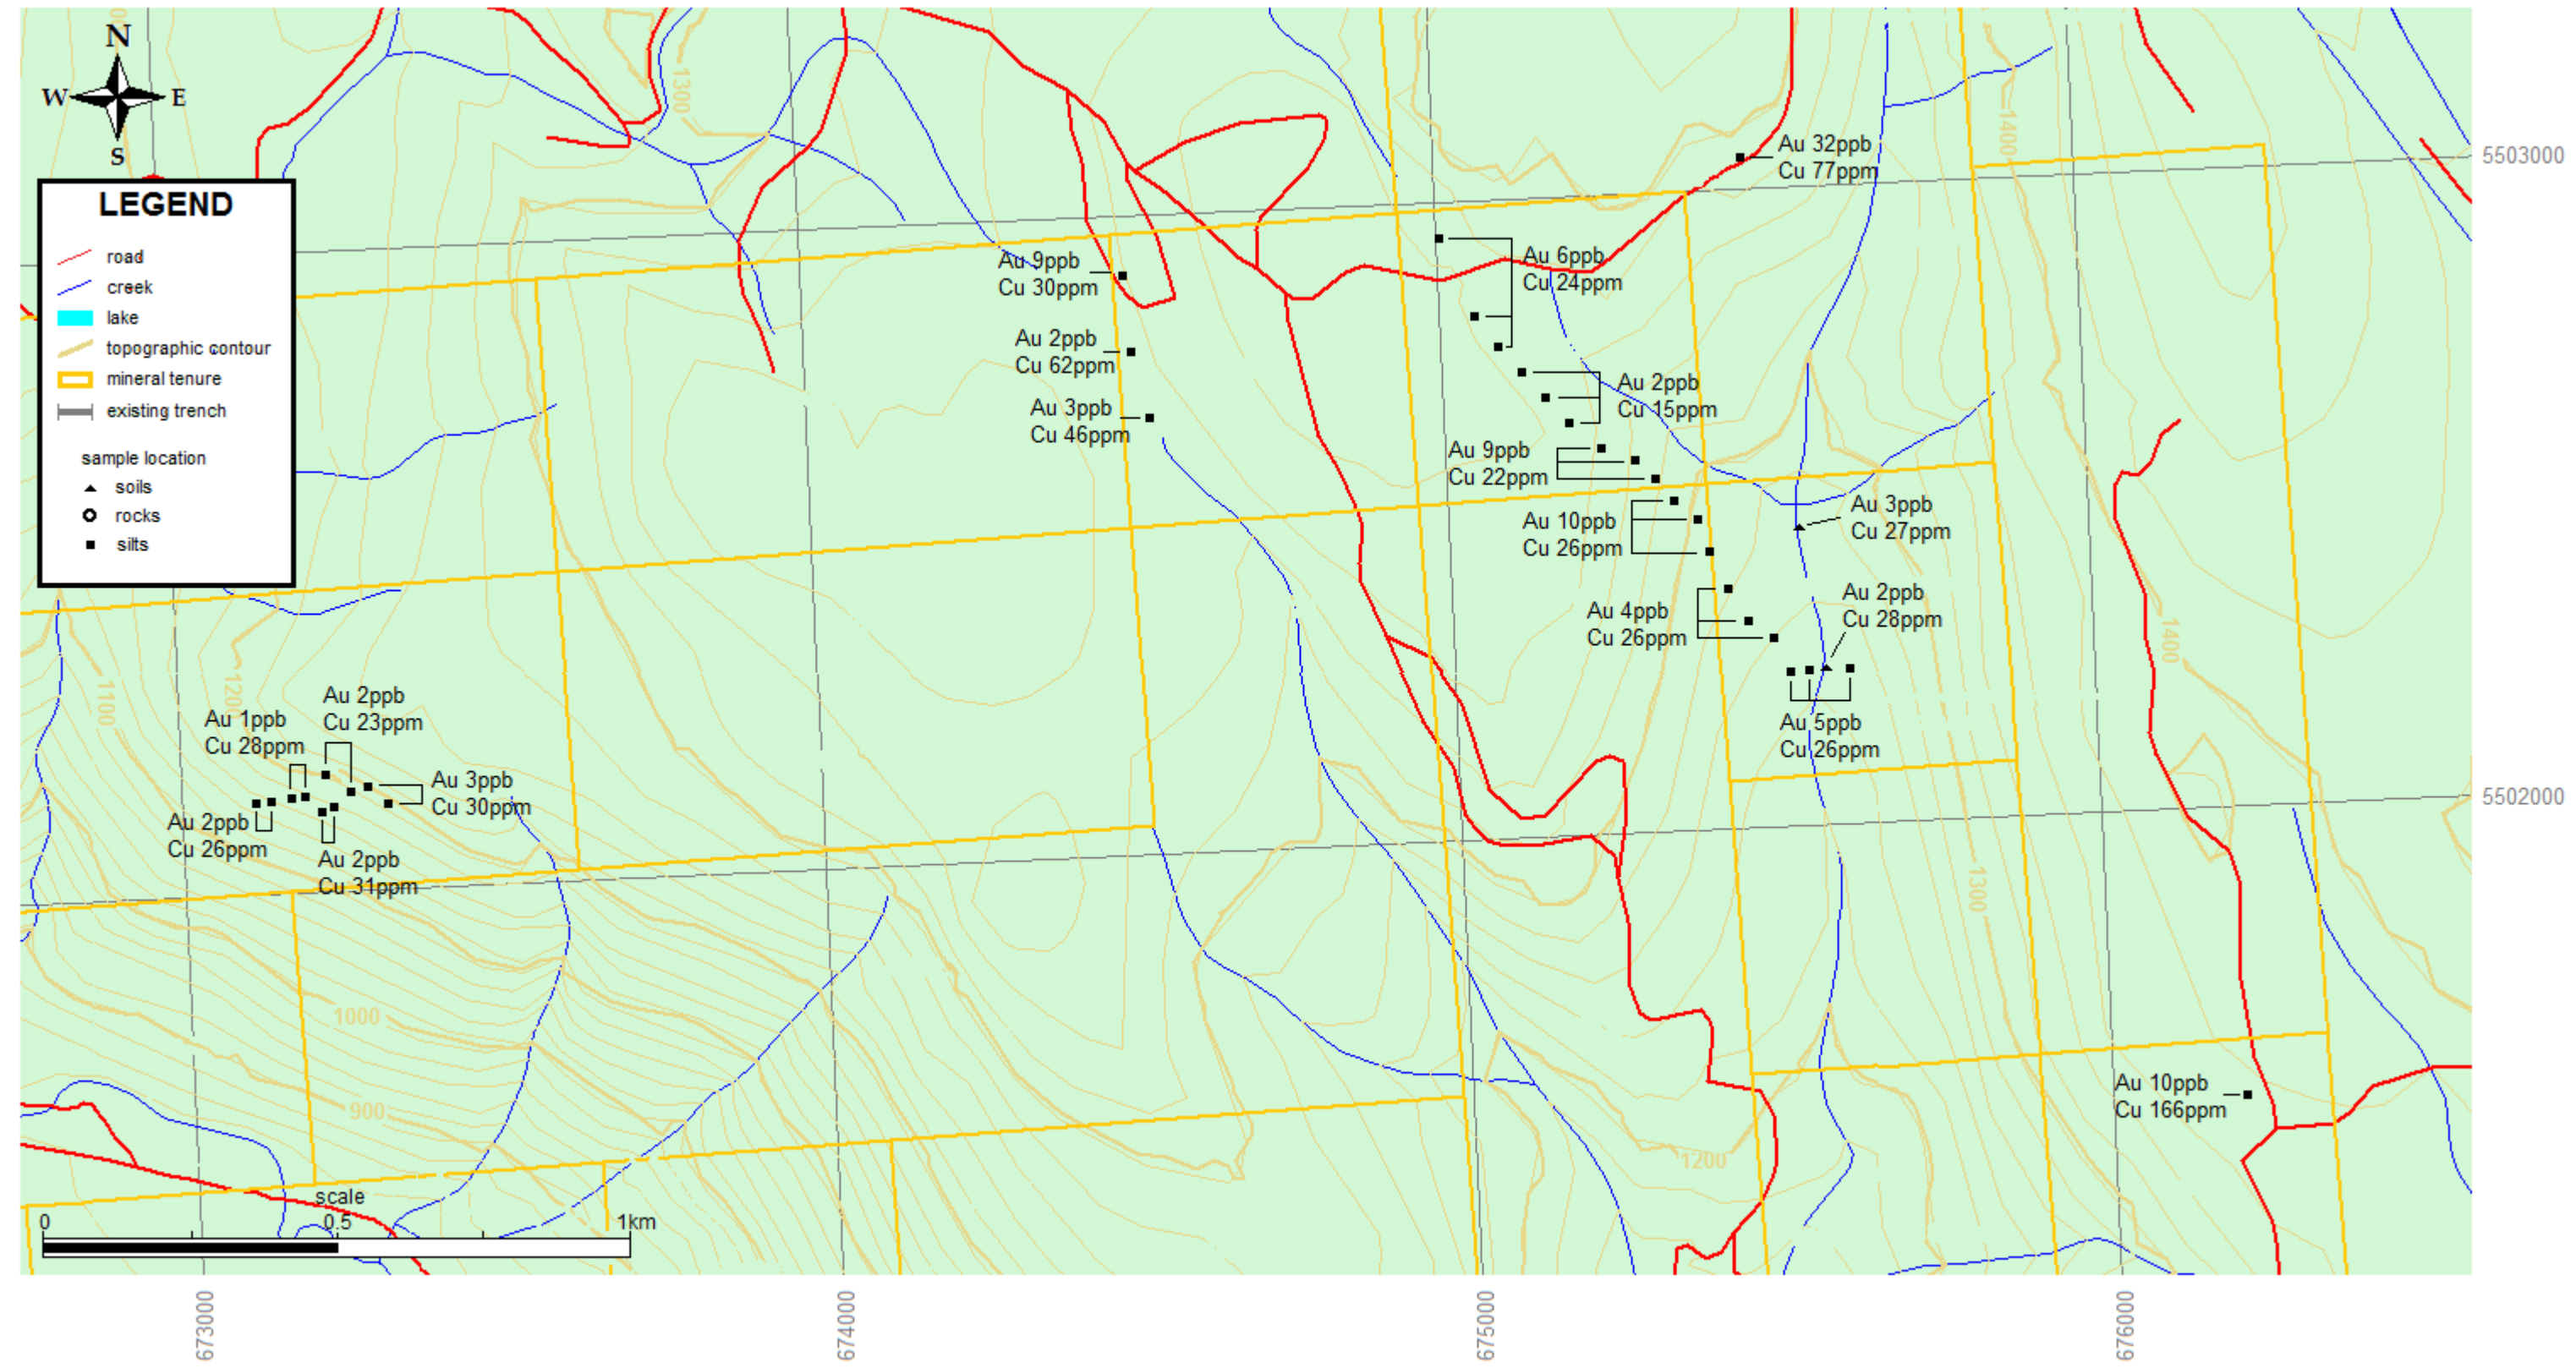 N
W E
S
LEGEND
road
creek
lake
topographic contour
mineral tenure
existing trench
sample location
soils
rocks
silts
1300
1400
Au 32ppb
Cu 77ppm
5503000
Au 9ppb
Cu 30ppm
Au 6ppb
Cu 24ppm
Au 2ppb
Cu 62ppm
Au 3ppb
Cu 46ppm
Au 2ppb
Cu 15ppm
Au 9ppb
Cu 22ppm
Au 10ppb
Cu 26ppm
Au 3ppb
Cu 27ppm
Au 4ppb
Cu 26ppm
Au 2ppb
Cu 28ppm
1400
1100
1200
Au 2ppb
Cu 23ppm
Au 1ppb
Cu 28ppm
Au 5ppb
Cu 26ppm
Au 3ppb
Cu 30ppm
5502000
Au 2ppb
Cu 26ppm
Au 2ppb
Cu 31ppm
1300
1000
900
Au 10ppb
Cu 166ppm
1200
scale
0 0.5 1km
673000 674000 675000 676000